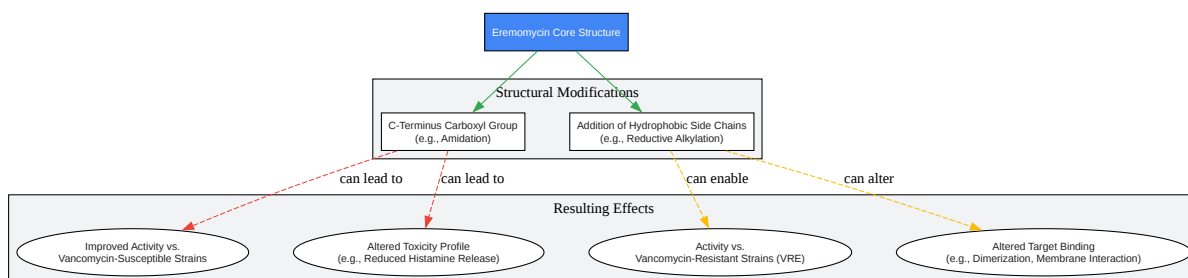 Eremomycin Core Structure
Structural Modifications
C-Terminus Carboxyl Group
(e.g., Amidation)
Addition of Hydrophobic Side Chains
(e.g., Reductive Alkylation)
can lead to
can lead to
can enable
can alter
Resulting Effects
Improved Activity vs.
Vancomycin-Susceptible Strains
Altered Toxicity Profile
(e.g., Reduced Histamine Release)
Activity vs.
Vancomycin-Resistant Strains (VRE)
Altered Target Binding
(e.g., Dimerization, Membrane Interaction)